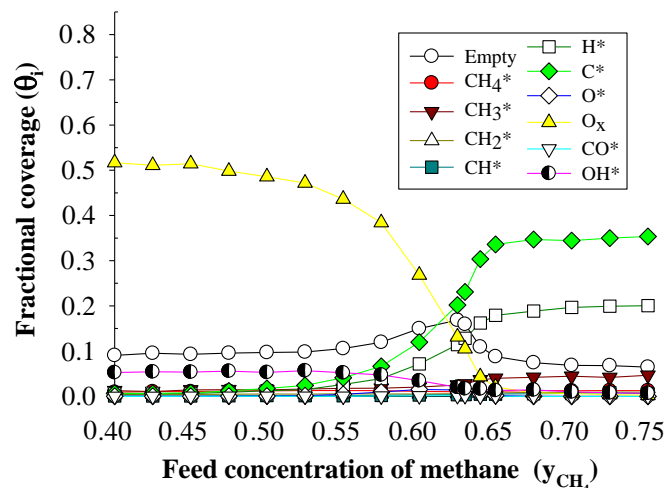 Fractional coverage (θi)
0.8
0.7
0.6
0.5
0.4
0.3
0.2
0.1
0.0
Empty
CH4*
CH3*
CH2*
CH*
H*
C*
O*
Ox
CO*
OH*
0.40 0.45 0.50 0.55 0.60 0.65 0.70 0.75
Feed concentration of methane (yCH4)